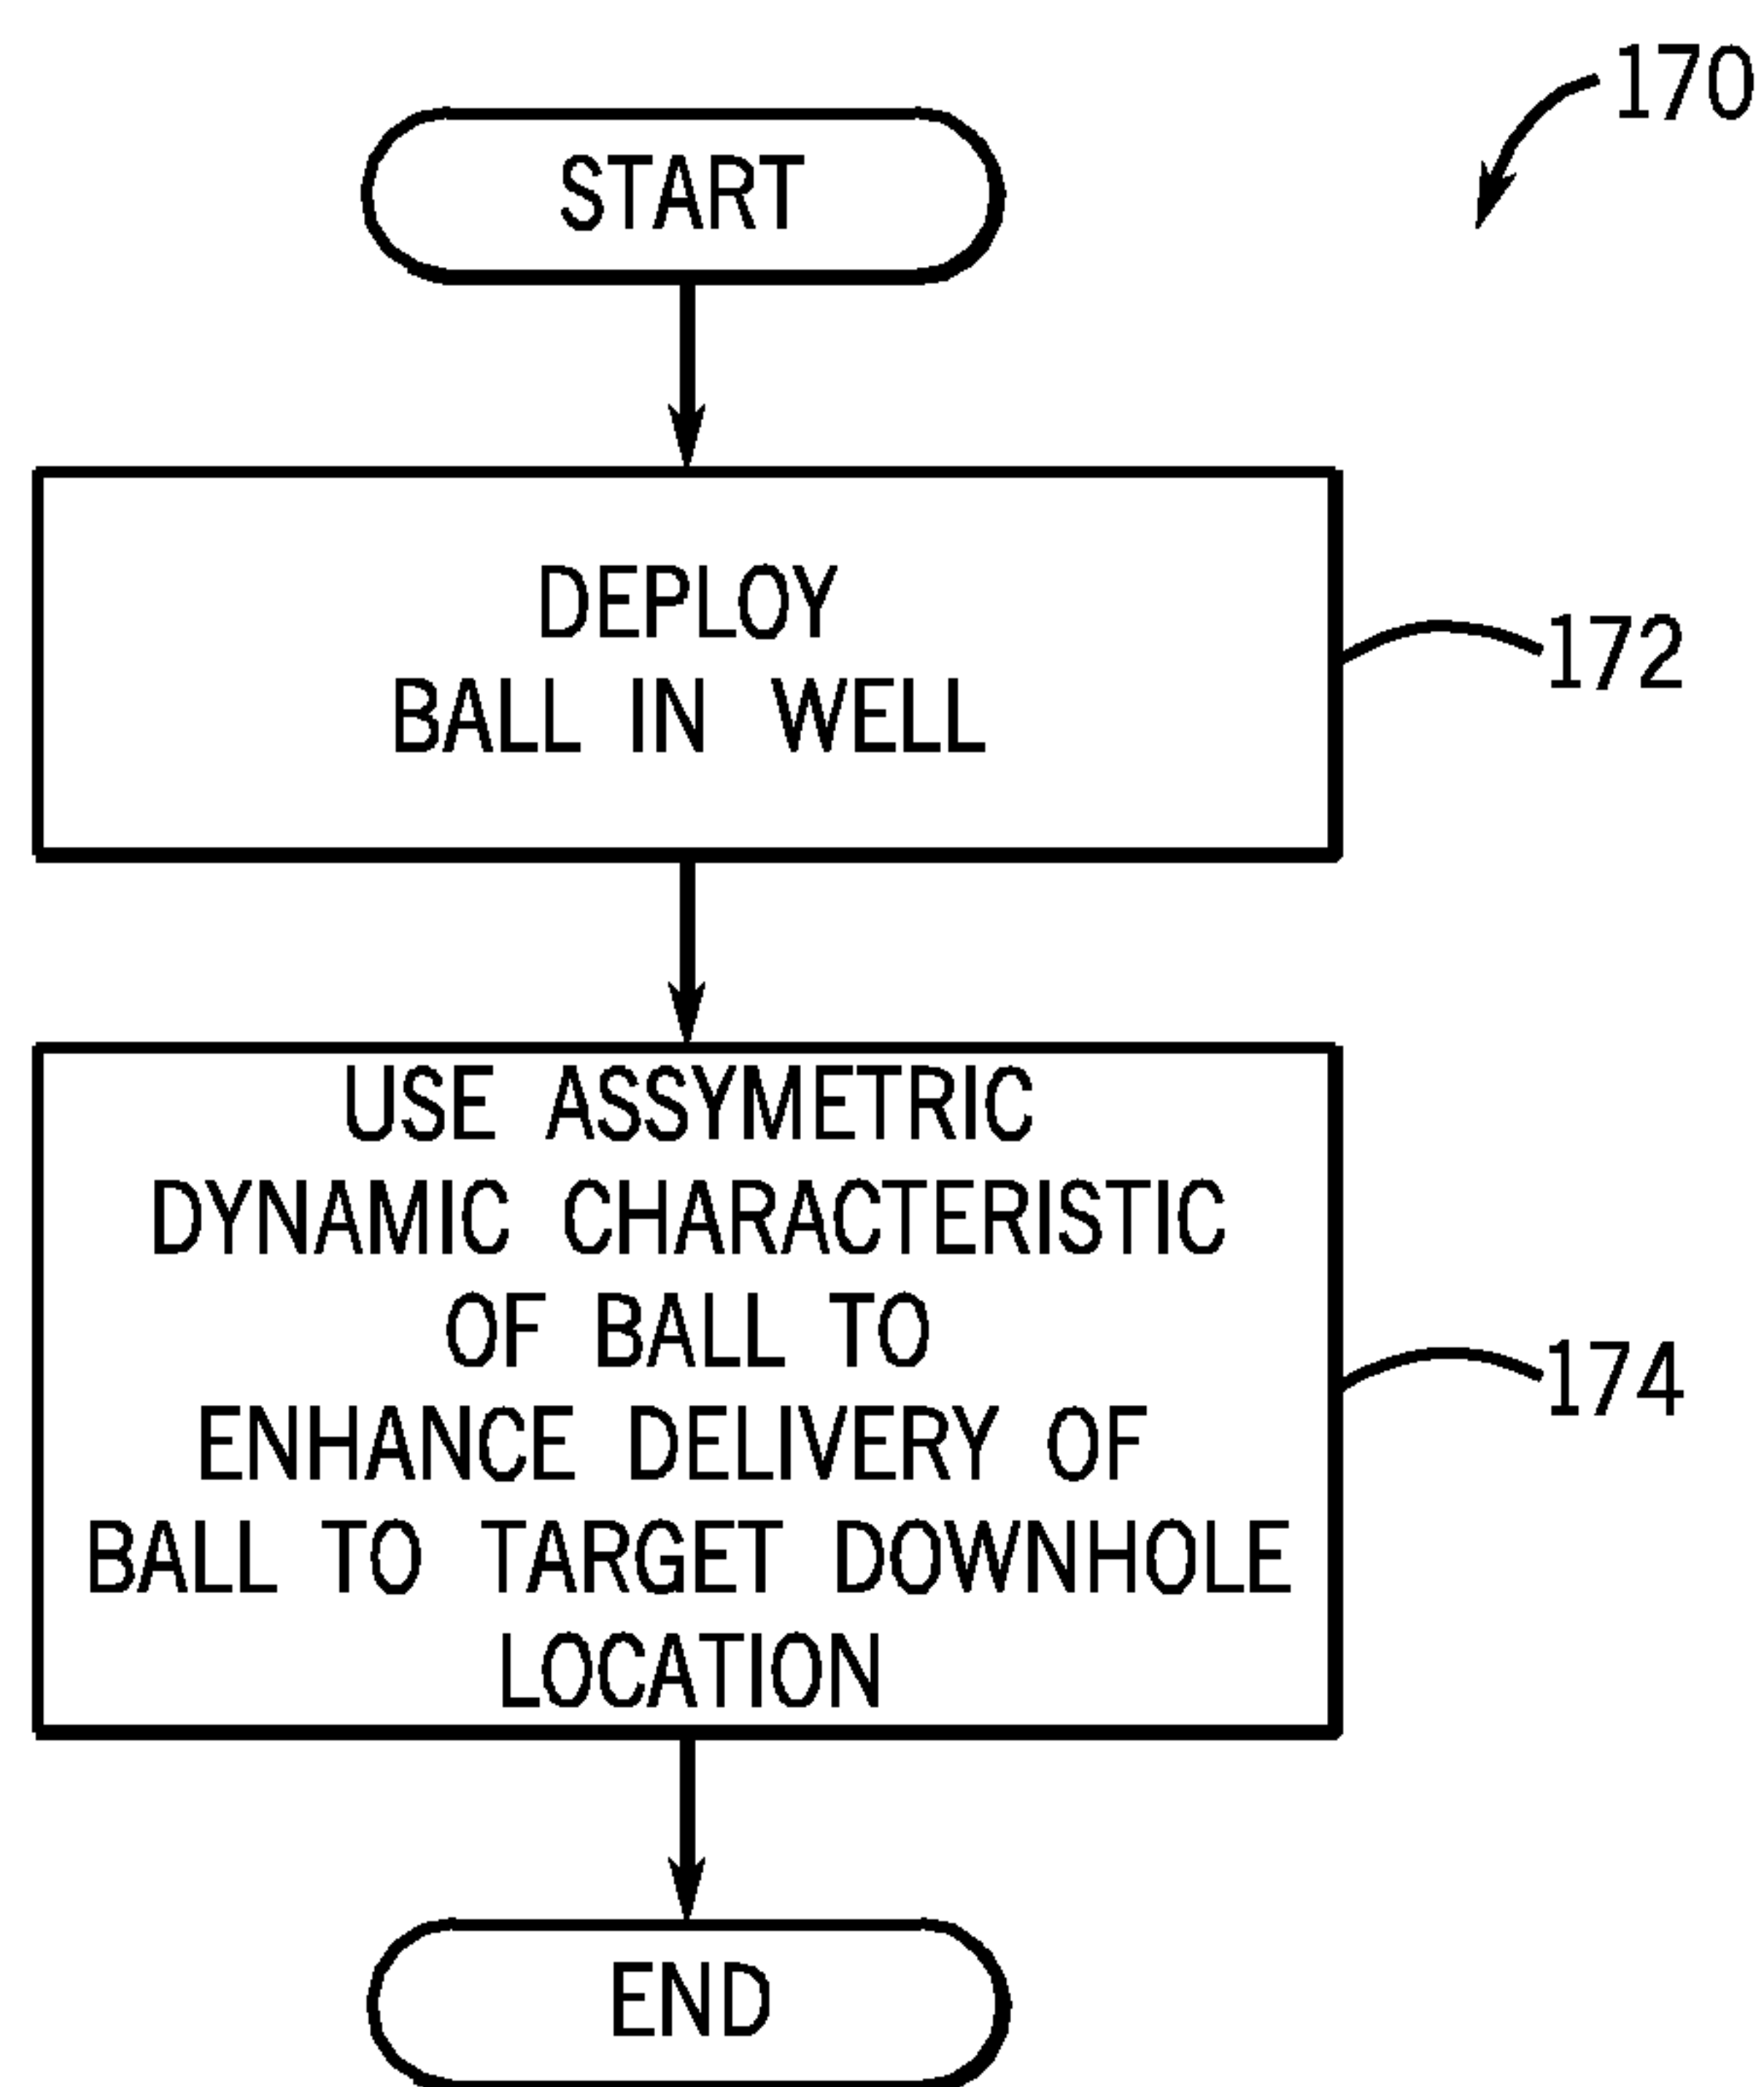 170
START
DEPLOY
BALL IN WELL
172
USE ASSYMETRIC
DYNAMIC CHARACTERISTIC
OF BALL TO
ENHANCE DELIVERY OF
BALL TO TARGET DOWNHOLE
LOCATION
174
END